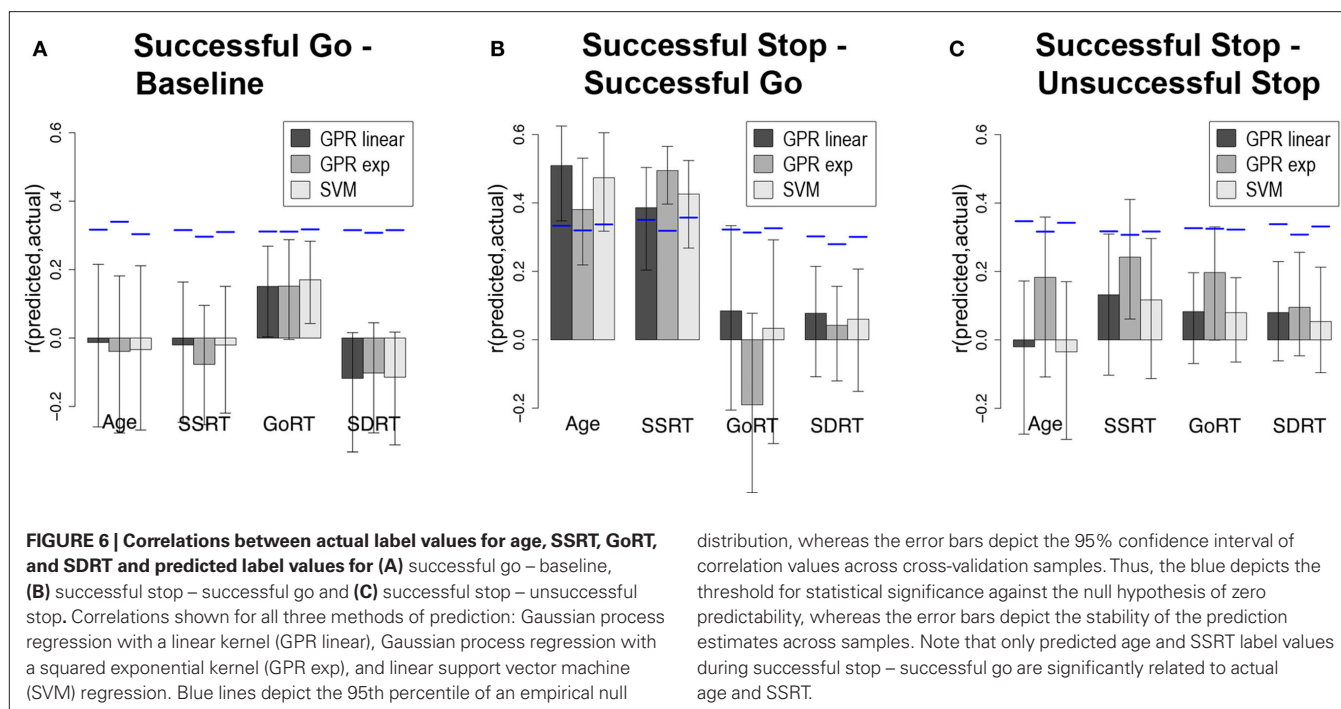 A
Successful Go -
Baseline
GPR linear
GPR exp
SVM
r(predicted,actual)
0.6
0.4
0.2
0.0
−0.2
Age SSRT GoRT SDRT
B
Successful Stop -
Successful Go
GPR linear
GPR exp
SVM
r(predicted,actual)
0.6
0.4
0.2
0.0
−0.2
Age SSRT GoRT SDRT
C
Successful Stop -
Unsuccessful Stop
GPR linear
GPR exp
SVM
r(predicted,actual)
0.6
0.4
0.2
0.0
−0.2
Age SSRT GoRT SDRT
FIGURE 6 | Correlations between actual label values for age, SSRT, GoRT,
and SDRT and predicted label values for (A) successful go – baseline,
(B) successful stop – successful go and (C) successful stop – unsuccessful
stop. Correlations shown for all three methods of prediction: Gaussian process
regression with a linear kernel (GPR linear), Gaussian process regression with
a squared exponential kernel (GPR exp), and linear support vector machine
(SVM) regression. Blue lines depict the 95th percentile of an empirical null
distribution, whereas the error bars depict the 95% confidence interval of
correlation values across cross-validation samples. Thus, the blue depicts the
threshold for statistical significance against the null hypothesis of zero
predictability, whereas the error bars depict the stability of the prediction
estimates across samples. Note that only predicted age and SSRT label values
during successful stop – successful go are significantly related to actual
age and SSRT.